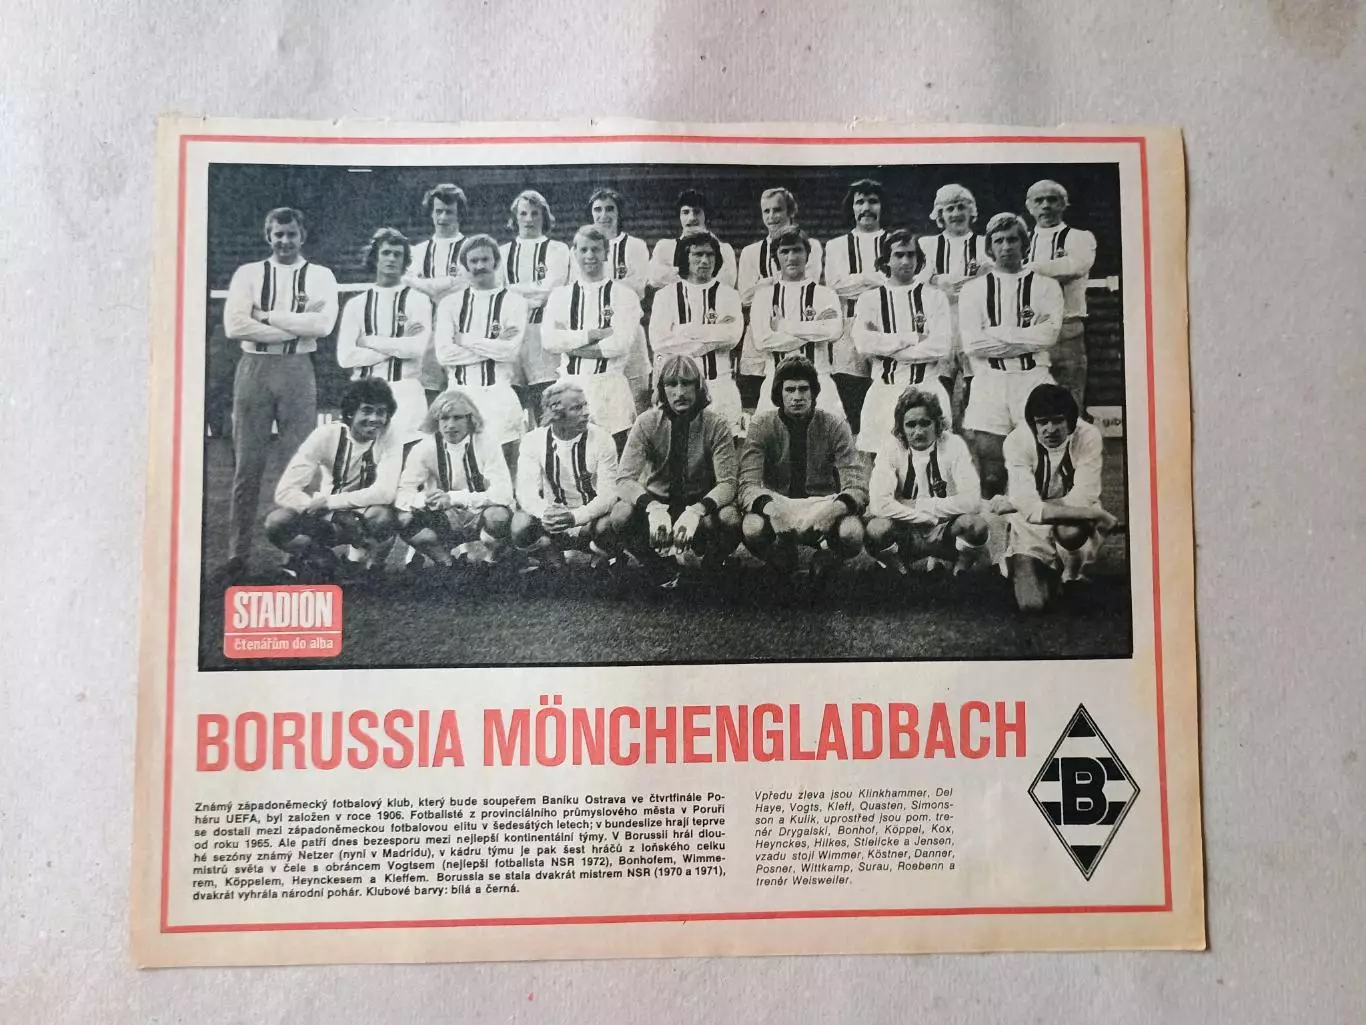 STADIÓN
čtenářům do alba
BORUSSIA MÖNCHENGLADBACH
Známý západoněmecký fotbalový klub, který bude soupeřem Baníku Ostrava ve čtvrtfinále Po-
háru UEFA, byl založen v roce 1906. Fotbalisté z provinciálního průmyslového města v Poruří
se dostali mezi západoněmeckou fotbalovou elitu v šedesátých letech; v bundeslize hrají teprve
od roku 1965. Ale patří dnes bezesporu mezi nejlepší kontinentální týmy. V Borussii hrál dlou-
hé sezóny známý Netzer (nyní v Madridu), v kádru týmu je pak šest hráčů z loňského celku
mistrů světa v čele s obráncem Vogtsem (nejlepší fotbalista NSR 1972), Bonhofem, Wimme-
rem, Köppelem, Heynckesem a Kleffem. Borussia se stala dvakrát mistrem NSR (1970 a 1971),
dvakrát vyhrála národní pohár. Klubové barvy: bílá a černá.
Vpředu zleva jsou Klinkhammer, Del
Haye, Vogts, Kleff, Quasten, Simons-
son a Kulik, uprostřed jsou pom. tre-
nér Drygalski, Bonhof, Köppel, Kox,
Heynckes, Hilkes, Stielicke a Jensen,
vzadu stojí Wimmer, Köstner, Danner,
Posner, Wittkamp, Surau, Roebenn a
trenér Weisweiler.
B